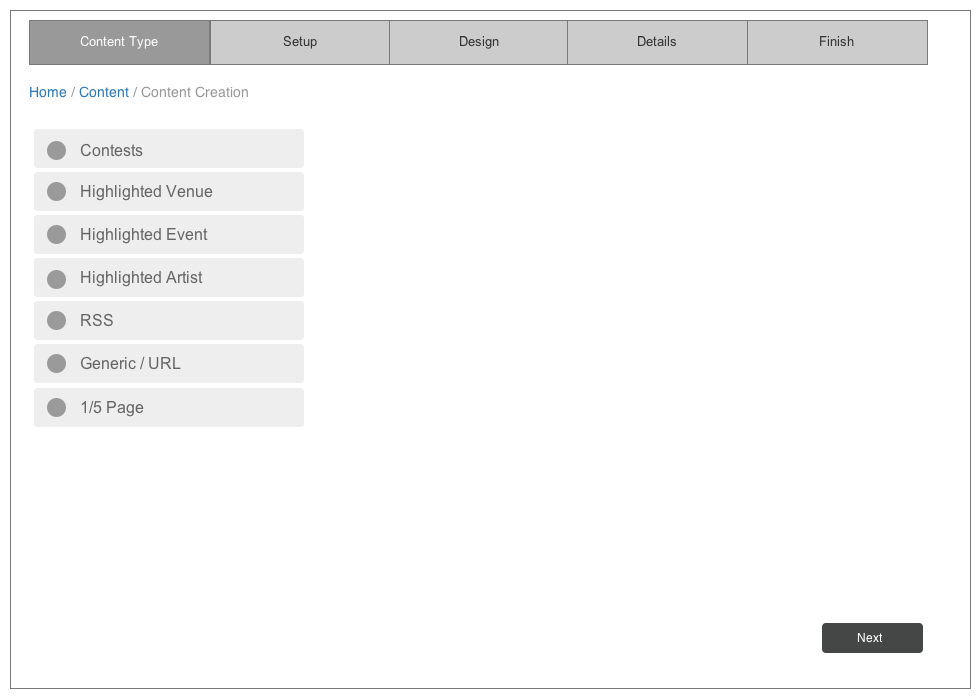 Content Type Setup Design Details Finish
Home / Content / Content Creation
Contests
Highlighted Venue
Highlighted Event
Highlighted Artist
RSS
Generic / URL
1/5 Page
Next